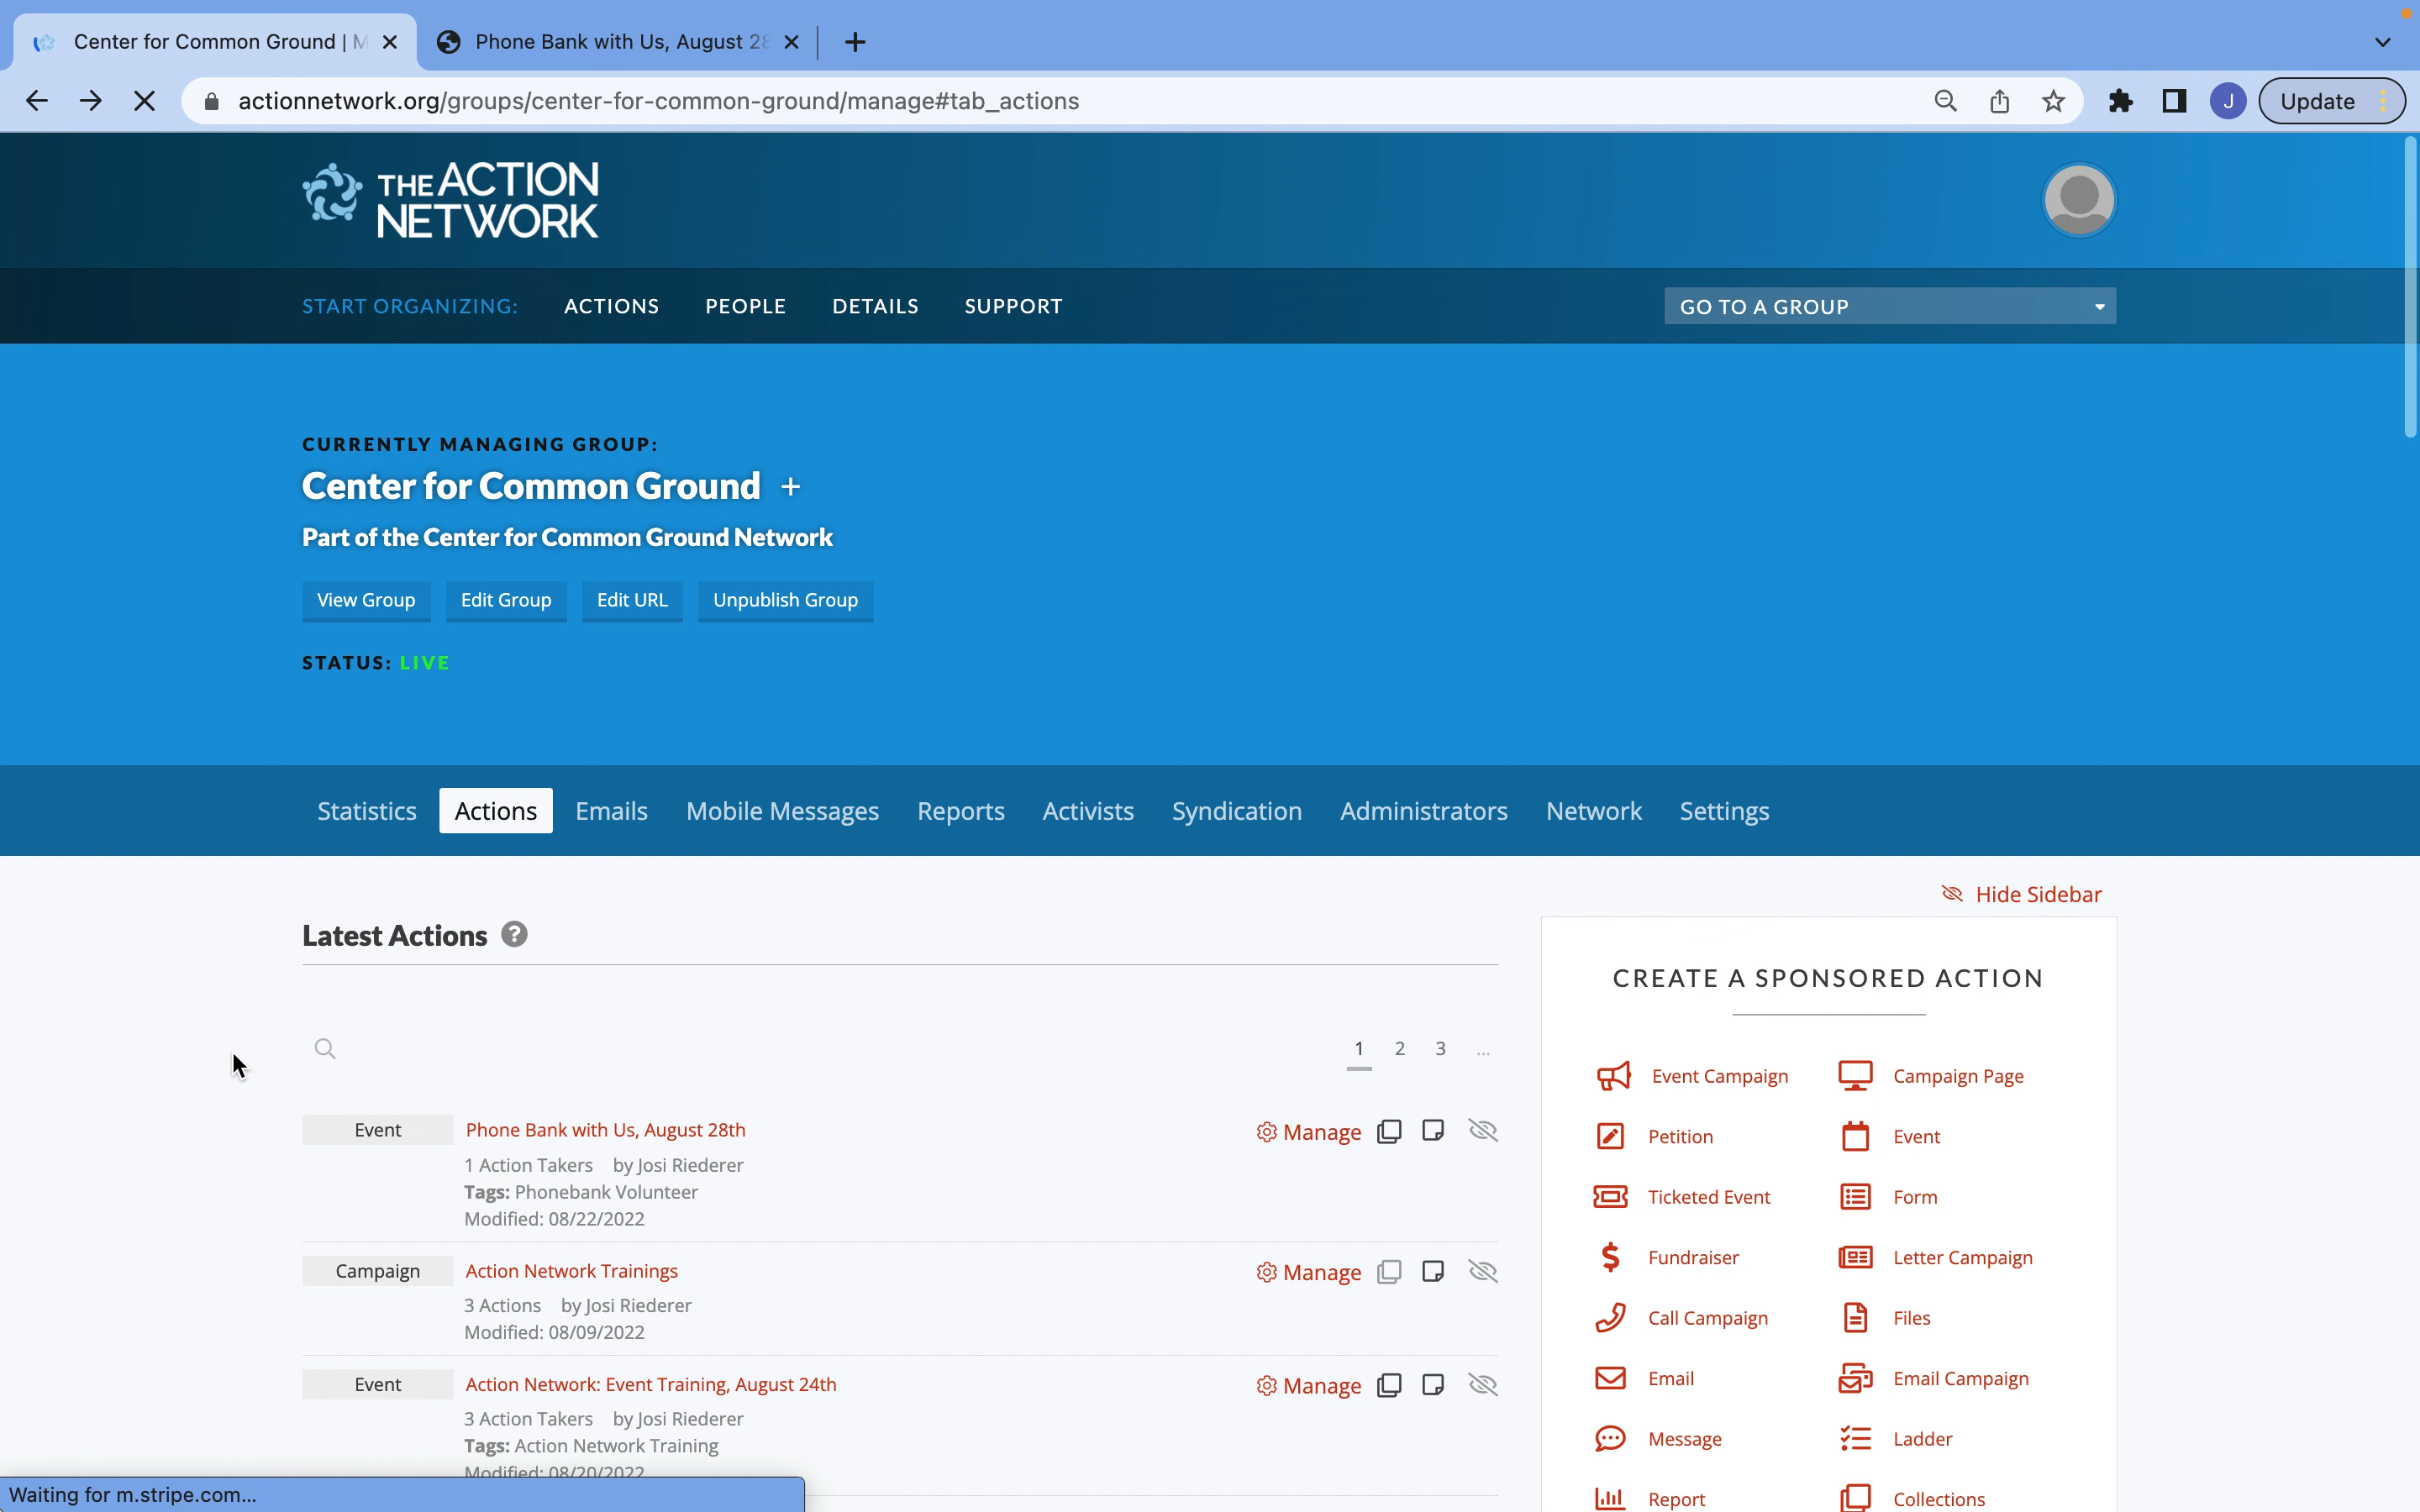 Center for Common Ground | M
Phone Bank with Us, August 28
actionnetwork.org/groups/center-for-common-ground/manage#tab_actions
J
Update
THE ACTION
NETWORK
START ORGANIZING:
ACTIONS
PEOPLE
DETAILS
SUPPORT
GO TO A GROUP
CURRENTLY MANAGING GROUP:
Center for Common Ground +
Part of the Center for Common Ground Network
View Group
Edit Group
Edit URL
Unpublish Group
STATUS: LIVE
Statistics
Actions
Emails
Mobile Messages
Reports
Activists
Syndication
Administrators
Network
Settings
Hide Sidebar
Latest Actions ?
1 2 3 ...
Event
Phone Bank with Us, August 28th
Manage
1 Action Takers by Josi Riederer
Tags: Phonebank Volunteer
Modified: 08/22/2022
Campaign
Action Network Trainings
Manage
3 Actions by Josi Riederer
Modified: 08/09/2022
Event
Action Network: Event Training, August 24th
Manage
3 Action Takers by Josi Riederer
Tags: Action Network Training
Modified: 08/20/2022
CREATE A SPONSORED ACTION
Event Campaign
Campaign Page
Petition
Event
Ticketed Event
Form
Fundraiser
Letter Campaign
Call Campaign
Files
Email
Email Campaign
Message
Ladder
Report
Collections
Waiting for m.stripe.com...